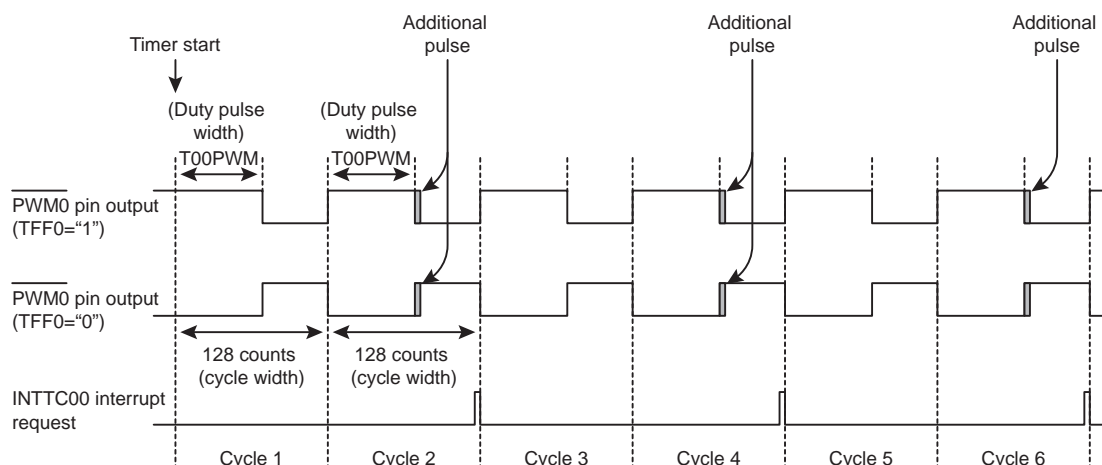 Timer start
Additional
pulse
Additional
pulse
Additional
pulse
(Duty pulse
width)
T00PWM
(Duty pulse
width)
T00PWM
PWM0 pin output
(TFF0=“1”)
PWM0 pin output
(TFF0=“0”)
128 counts
(cycle width)
128 counts
(cycle width)
INTTC00 interrupt
request
Cycle 1
Cycle 2
Cycle 3
Cycle 4
Cycle 5
Cycle 6